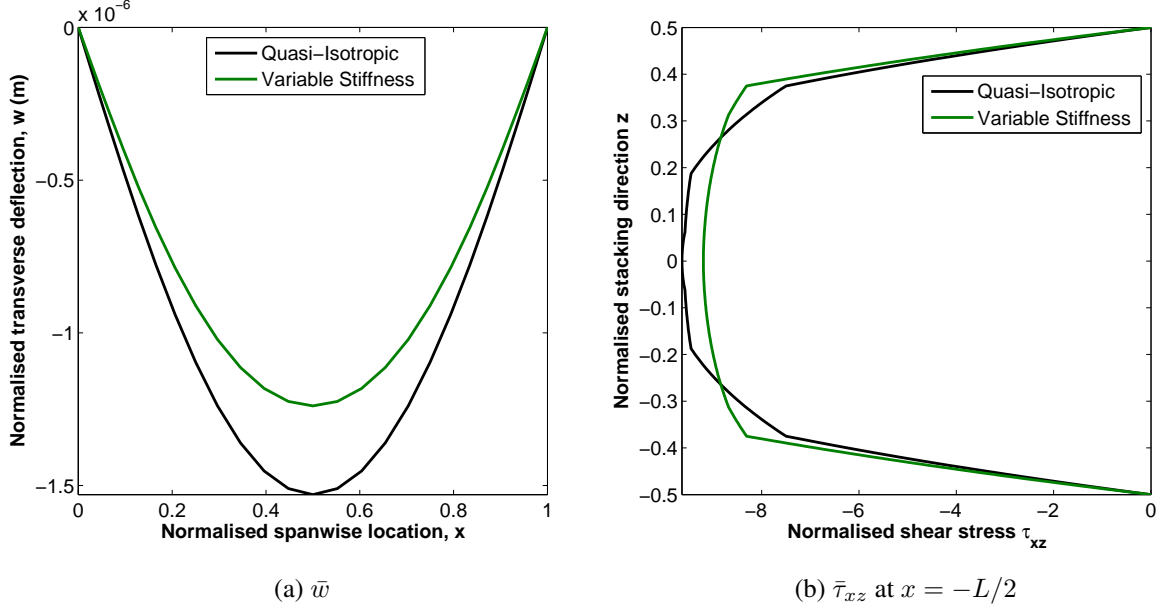 x 10⁻⁶
0
−0.5
−1
−1.5
Normalised transverse deflection, w (m)
Quasi−Isotropic
Variable Stiffness
0
0.2
0.4
0.6
0.8
1
Normalised spanwise location, x
(a) w̄
0.5
0.4
0.3
0.2
0.1
0
−0.1
−0.2
−0.3
−0.4
−0.5
Normalised stacking direction z
Quasi−Isotropic
Variable Stiffness
−8
−6
−4
−2
0
Normalised shear stress τxz
(b) τ̄xz at x = −L/2